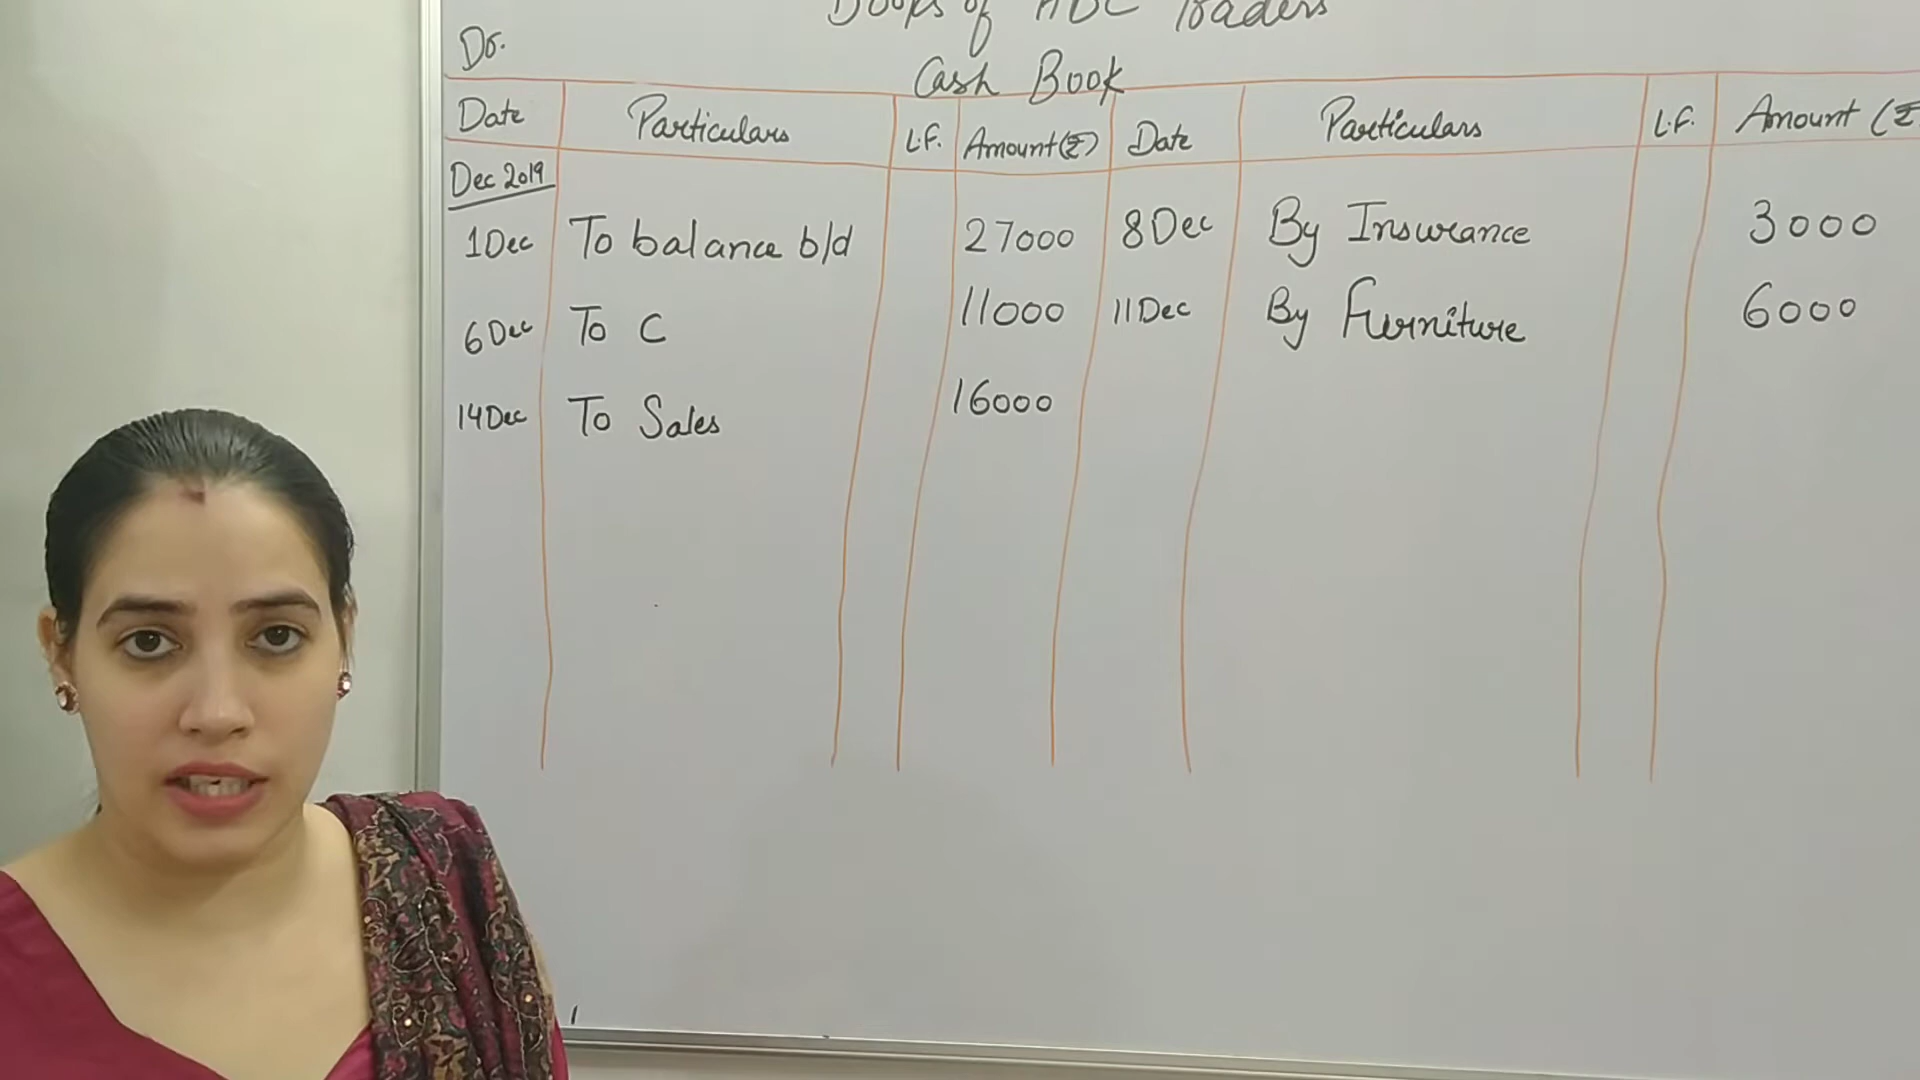 Books of ABC Traders
Dr.
Cash Book
Date Particulars L.F. Amount(₹) Date Particulars L.F. Amount (₹
Dec 2019
1 Dec To balance b/d 27000 8 Dec By Insurance 3000
6 Dec To C 11000 11 Dec By Furniture 6000
14 Dec To Sales 16000